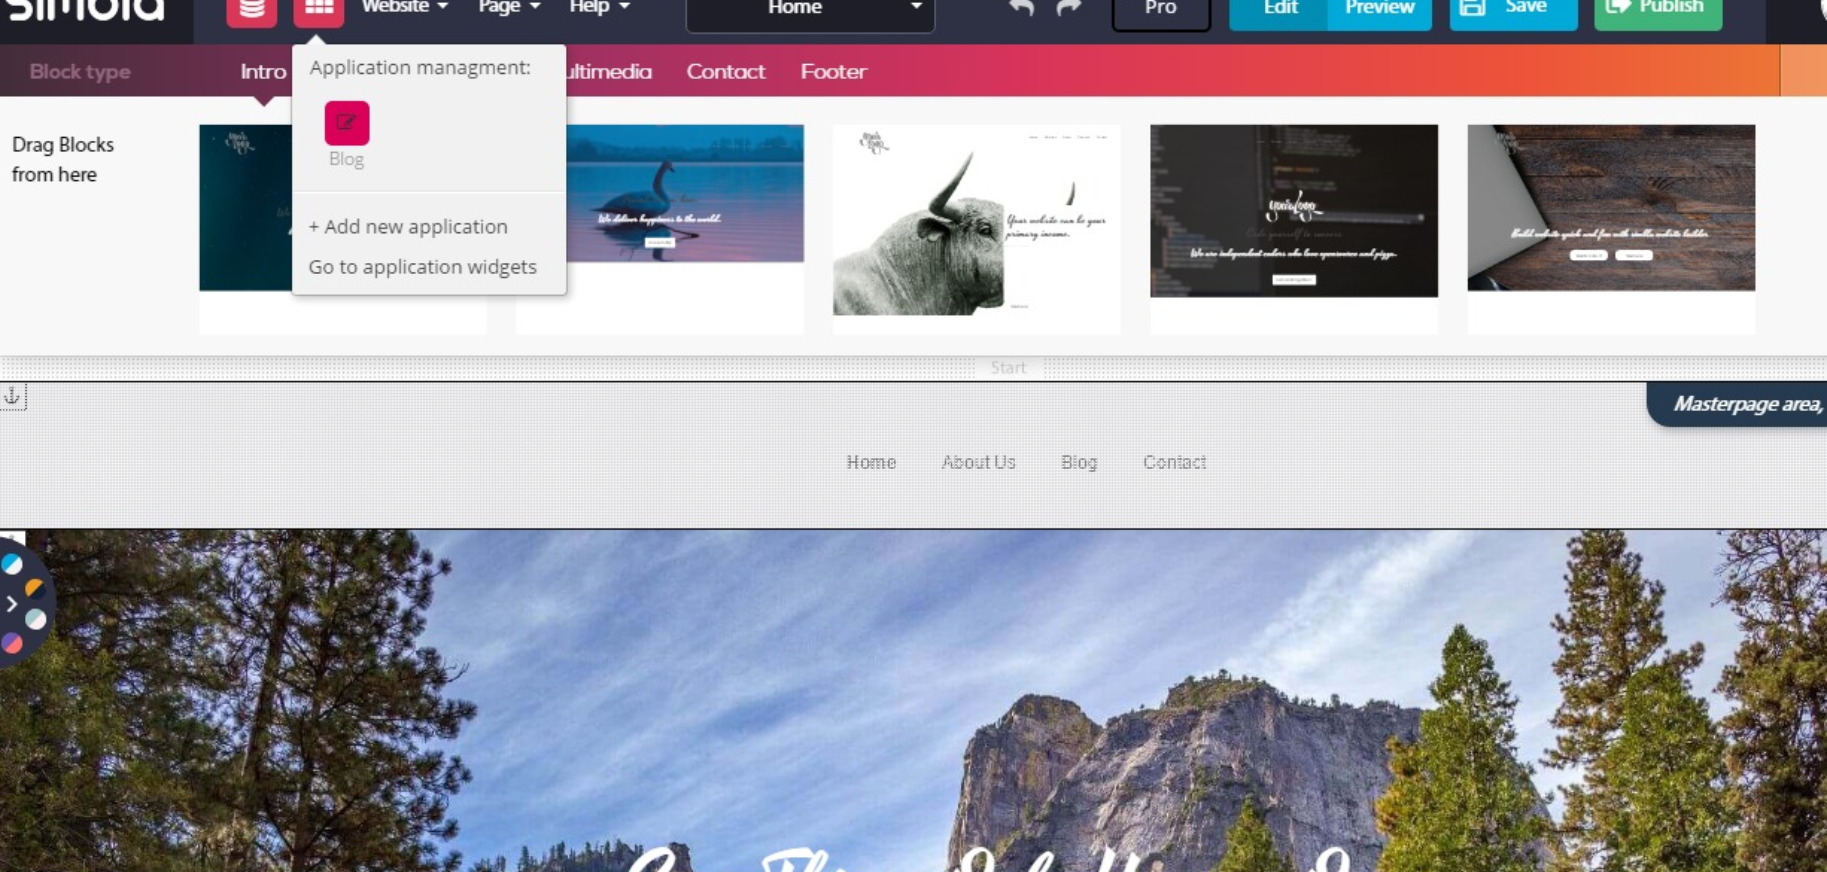 Website
Page
Help
Home
Pro
Edit
Preview
Save
Publish
Block type
Intro
ultimedia
Contact
Footer
Application managment:
Blog
+ Add new application
Go to application widgets
Drag Blocks
from here
We deliver happiness to the world.
Your website can be your
primary income.
We are independent coders who love opensource and pizza.
Build website quick and free with simbla website builder.
Start
Masterpage area,
Home
About Us
Blog
Contact